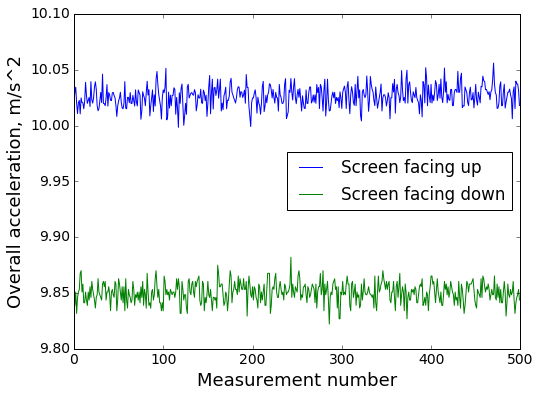 10.10
10.05
10.00
9.95
9.90
9.85
9.80
Overall acceleration, m/s^2
Screen facing up
Screen facing down
0 100 200 300 400 500
Measurement number